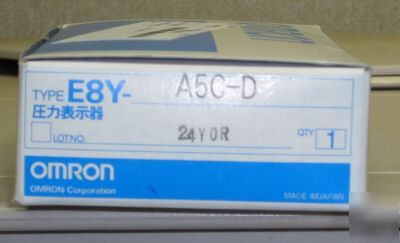 TYPE E8Y- A5C-D
圧力表示器
LOT NO. 24Y0R QTY 1
OMRON
OMRON Corporation
MADE IN JAPAN